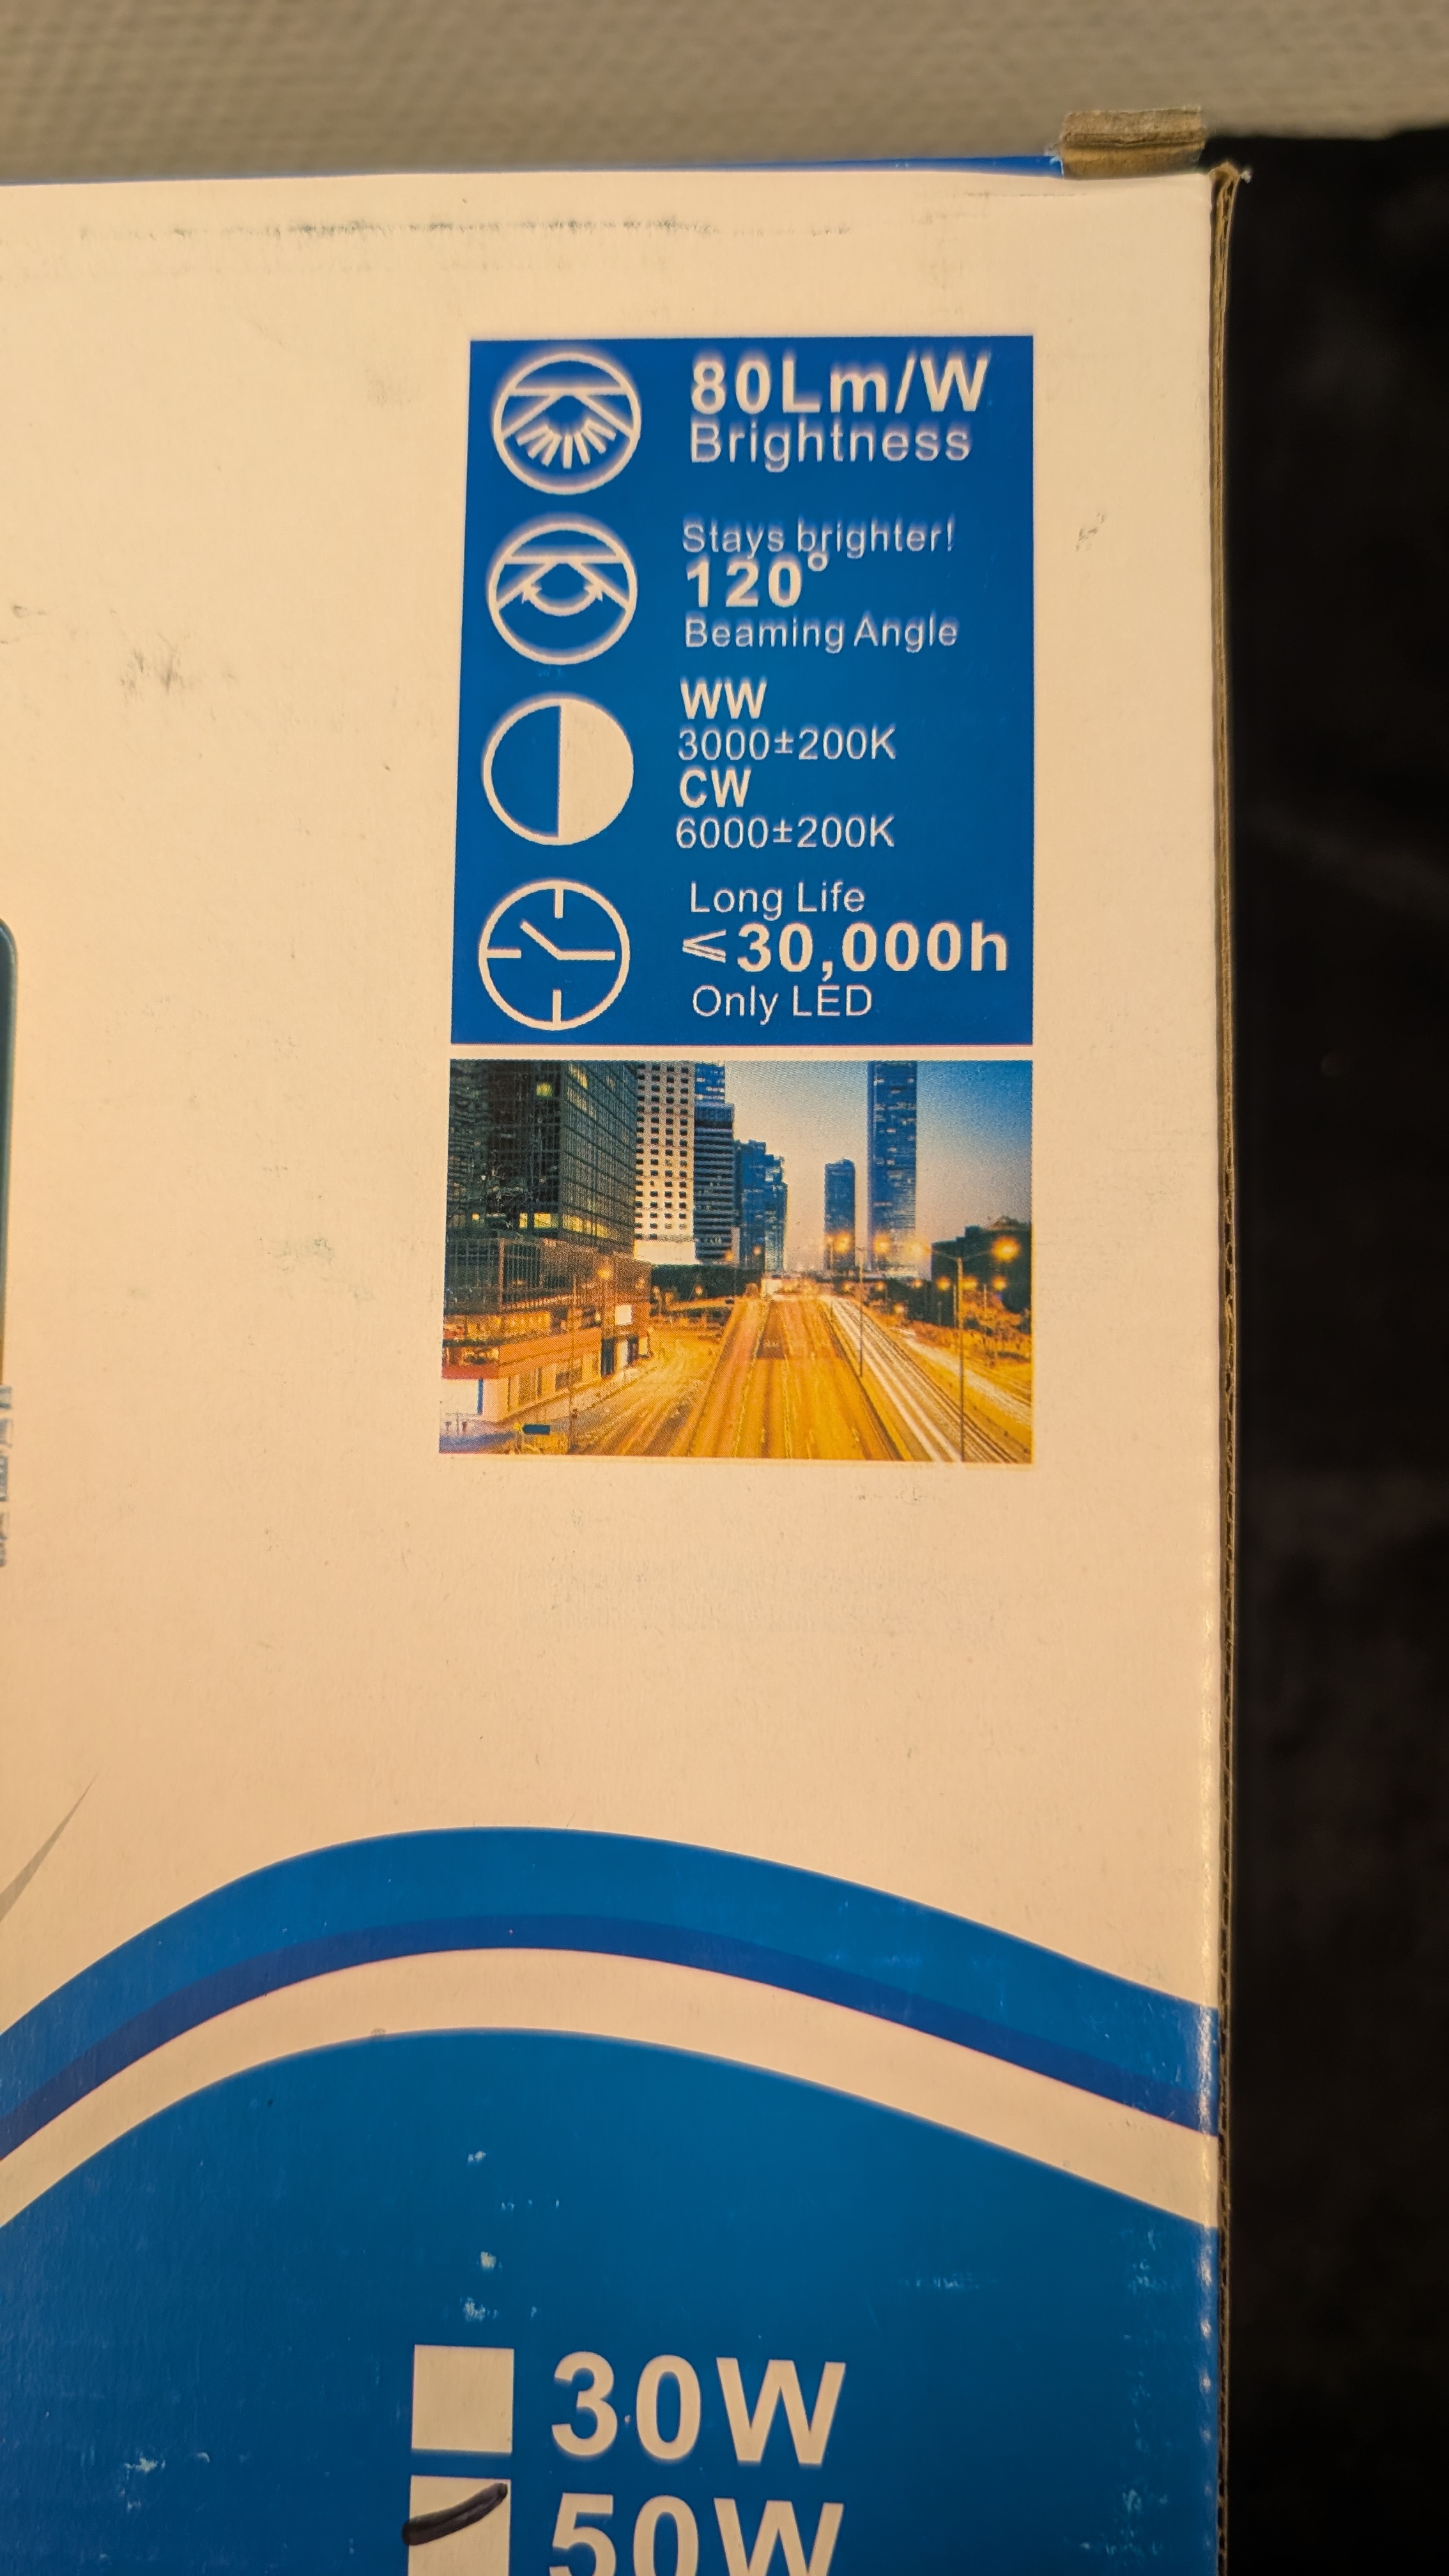 80Lm/W
Brightness
Stays brighter!
120°
Beaming Angle
WW
3000±200K
CW
6000±200K
Long Life
⩽30,000h
Only LED
30W
50W